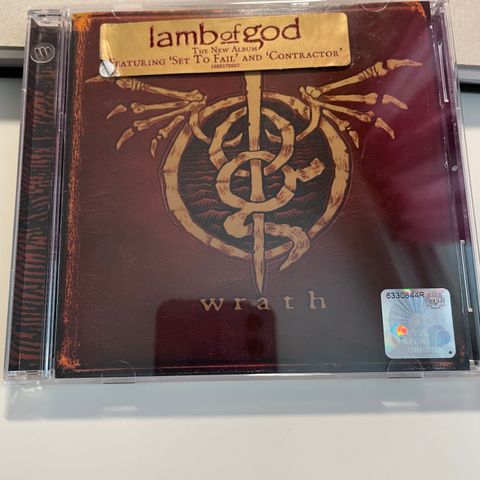 lamb of god
The New Album
Featuring 'Set To Fail' and 'Contractor'
wrath
6330844R